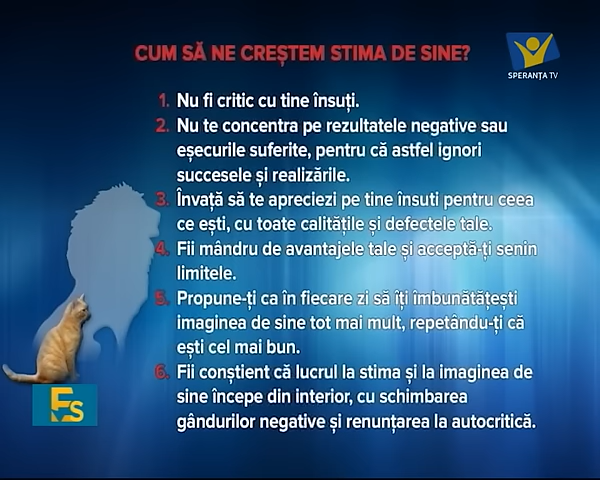 CUM SĂ NE CREȘTEM STIMA DE SINE?
SPERANȚA TV
1. Nu fi critic cu tine însuți.
2. Nu te concentra pe rezultatele negative sau
eșecurile suferite, pentru că astfel ignori
succesele și realizările.
3. Învață să te apreciezi pe tine însuti pentru ceea
ce ești, cu toate calitățile și defectele tale.
4. Fii mândru de avantajele tale și acceptă-ți senin
limitele.
5. Propune-ți ca în fiecare zi să îți îmbunătățești
imaginea de sine tot mai mult, repetându-ți că
ești cel mai bun.
6. Fii conștient că lucrul la stima și la imaginea de
sine începe din interior, cu schimbarea
gândurilor negative și renunțarea la autocritică.
Es